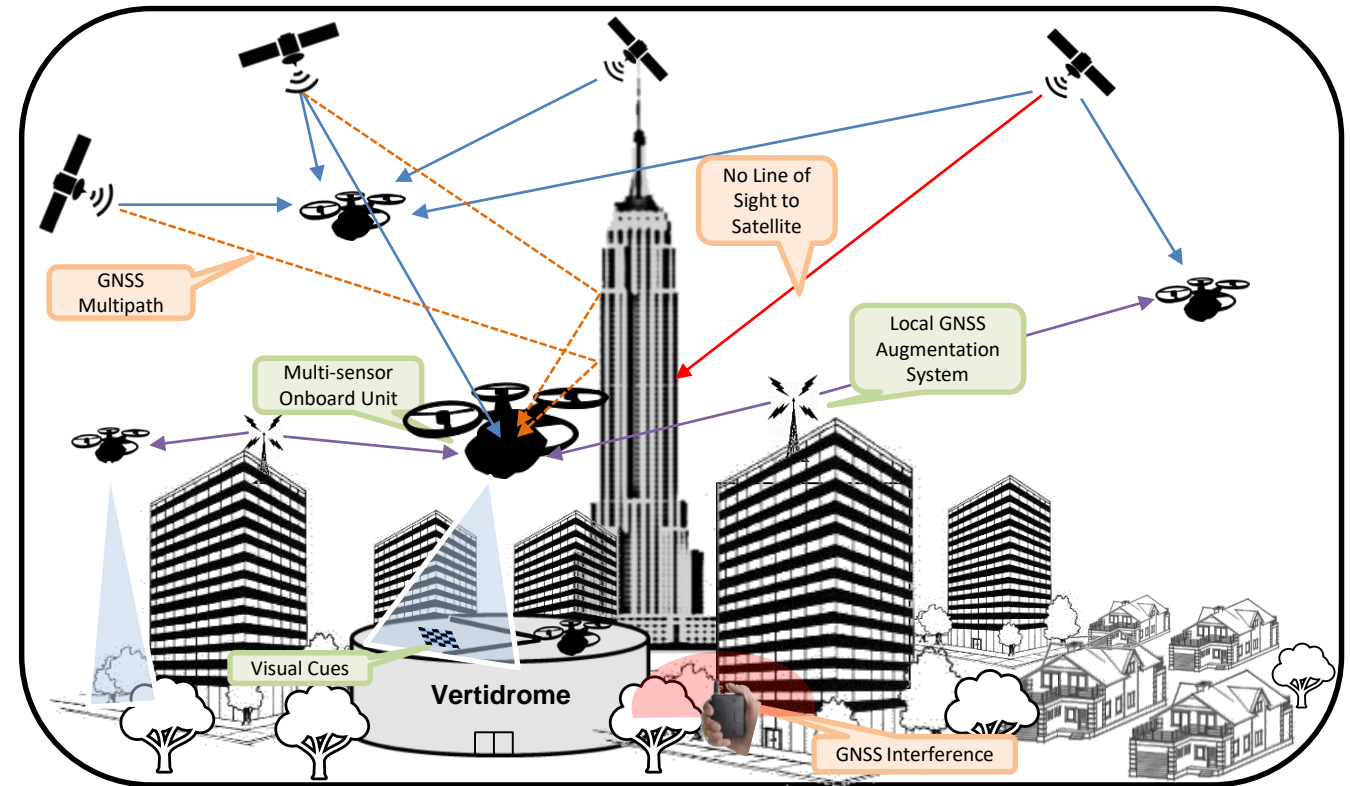 No Line of
Sight to
Satellite
GNSS
Multipath
Local GNSS
Augmentation
System
Multi-sensor
Onboard Unit
Visual Cues
Vertidrome
GNSS Interference